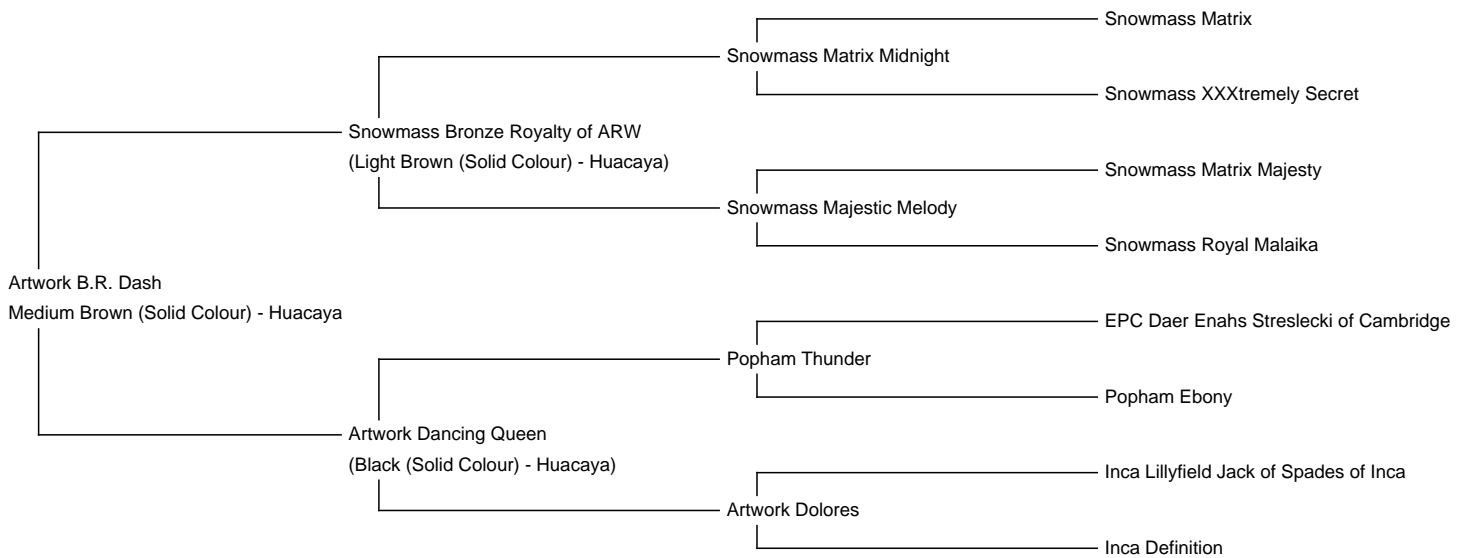 Snowmass Matrix
Snowmass Matrix Midnight
Snowmass XXXtremely Secret
Snowmass Bronze Royalty of ARW
(Light Brown (Solid Colour) - Huacaya)
Snowmass Matrix Majesty
Snowmass Majestic Melody
Snowmass Royal Malaika
Artwork B.R. Dash
Medium Brown (Solid Colour) - Huacaya
EPC Daer Enahs Streslecki of Cambridge
Popham Thunder
Popham Ebony
Artwork Dancing Queen
(Black (Solid Colour) - Huacaya)
Inca Lillyfield Jack of Spades of Inca
Artwork Dolores
Inca Definition